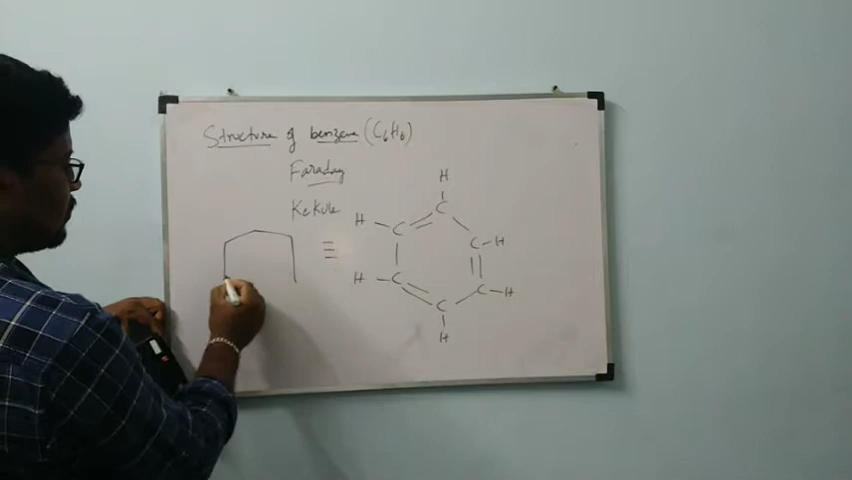 Structure of benzene (C6H6)
Faraday
Kekule
H
C
H C
C H
≡
H C
C H
C
H